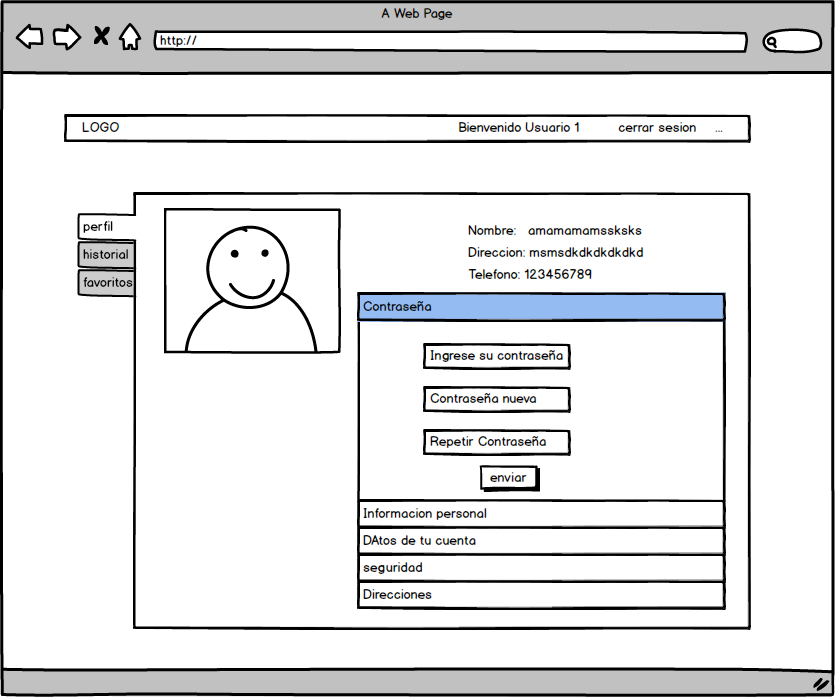 A Web Page
http://
LOGO Bienvenido Usuario 1 cerrar sesion ...
perfil
historial
favoritos
Nombre: amamamamssksks
Direccion: msmsdkdkdkdkdkd
Telefono: 123456789
Contraseña
Ingrese su contraseña
Contraseña nueva
Repetir Contraseña
enviar
Informacion personal
DAtos de tu cuenta
seguridad
Direcciones